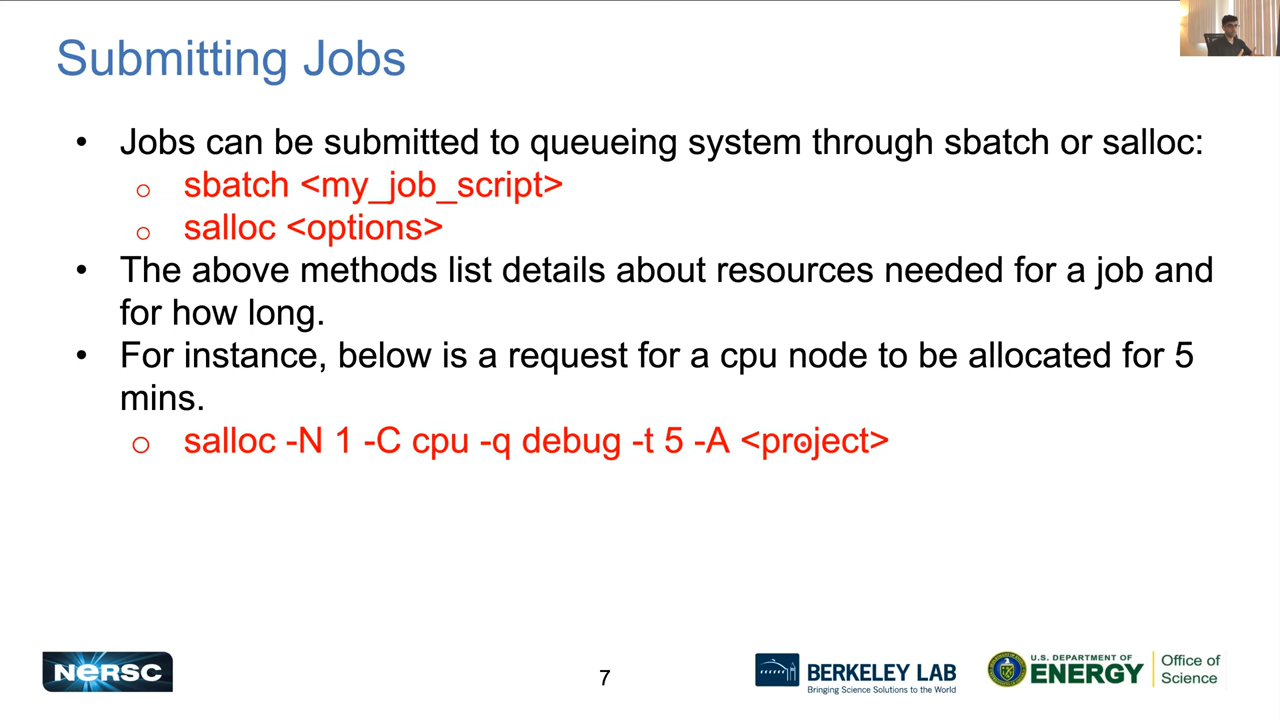 Submitting Jobs
• Jobs can be submitted to queueing system through sbatch or salloc:
○ sbatch <my_job_script>
○ salloc <options>
• The above methods list details about resources needed for a job and
for how long.
• For instance, below is a request for a cpu node to be allocated for 5
mins.
○ salloc -N 1 -C cpu -q debug -t 5 -A <project>
NERSC
7
BERKELEY LAB
Bringing Science Solutions to the World
U.S. DEPARTMENT OF
ENERGY
Office of
Science